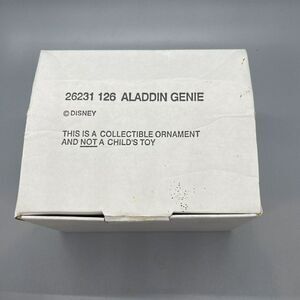 26231 126 ALADDIN GENIE
©DISNEY
THIS IS A COLLECTIBLE ORNAMENT
AND NOT A CHILD'S TOY